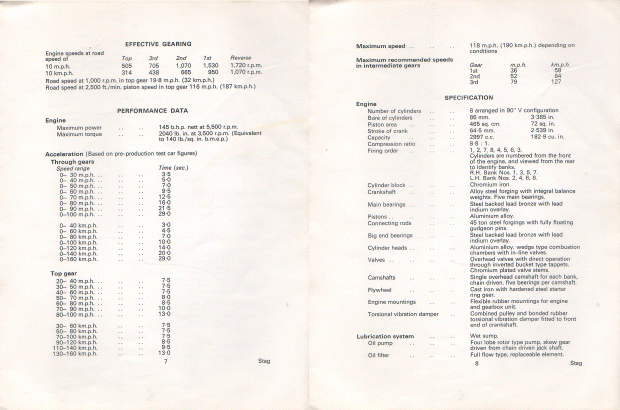 EFFECTIVE GEARING
Engine speeds at road
speed of Top 3rd 2nd 1st Reverse
10 m.p.h. 505 705 1,070 1,530 1,720 r.p.m.
10 km.p.h. 314 438 665 950 1,070 r.p.m.
Road speed at 1,000 r.p.m. in top gear 19·8 m.p.h. (32 km.p.h.)
Road speed at 2,500 ft./min. piston speed in top gear 116 m.p.h. (187 km.p.h.)
PERFORMANCE DATA
Engine
Maximum power .. .. 145 b.h.p. nett at 5,500 r.p.m.
Maximum torque .. .. 2040 lb. in. at 3,500 r.p.m. (Equivalent
to 140 lb./sq. in. b.m.e.p.)
Acceleration (Based on pre-production test car figures)
Through gears
Speed range Time (sec.)
0– 30 m.p.h. .. .. .. 3·5
0– 40 m.p.h. .. .. .. 5·0
0– 50 m.p.h. .. .. .. 7·0
0– 60 m.p.h. .. .. .. 9·5
0– 70 m.p.h. .. .. .. 12·5
0– 80 m.p.h. .. .. .. 16·0
0– 90 m.p.h. .. .. .. 21·5
0–100 m.p.h. .. .. .. 29·0
0– 40 km.p.h. .. .. 3·0
0– 60 km.p.h. .. .. 4·5
0– 80 km.p.h. .. .. 7·0
0–100 km.p.h. .. .. 10·0
0–120 km.p.h. .. .. 14·0
0–140 km.p.h. .. .. 20·0
0–160 km.p.h. .. .. 29·0
Top gear
20– 40 m.p.h. .. .. .. 7·5
30– 50 m.p.h. .. .. .. 7·5
40– 60 m.p.h. .. .. .. 7·5
50– 70 m.p.h. .. .. .. 8·0
60– 80 m.p.h. .. .. .. 8·5
70– 90 m.p.h. .. .. .. 10·0
80–100 m.p.h. .. .. .. 13·0
30– 60 km.p.h. .. .. 7·5
50– 80 km.p.h. .. .. 7·5
70–100 km.p.h. .. .. 7·5
90–120 km.p.h. .. .. 8·5
110–140 km.p.h. .. .. 9·5
130–160 km.p.h. .. .. 13·0
7 Stag
Maximum speed .. .. 118 m.p.h. (190 km.p.h.) depending on
conditions
Maximum recommended speeds
in intermediate gears Gear m.p.h. km.p.h.
1st 36 58
2nd 52 84
3rd 79 127
SPECIFICATION
Engine
Number of cylinders .. .. 8 arranged in 90° V configuration
Bore of cylinders .. .. 86 mm. 3·385 in.
Piston area .. .. 465 sq. cm. 72 sq. in.
Stroke of crank .. .. 64·5 mm. 2·539 in.
Capacity .. .. 2997 c.c. 182·9 cu. in.
Compression ratio .. .. 8·8 : 1.
Firing order .. .. 1, 2, 7, 8, 4, 5, 6, 3.
Cylinders are numbered from the front
of the engine, and viewed from the rear
to identify banks.
R.H. Bank Nos. 1, 3, 5, 7.
L.H. Bank Nos. 2, 4, 6, 8.
Cylinder block .. .. Chromium iron.
Crankshaft .. .. Alloy steel forging with integral balance
weights. Five main bearings.
Main bearings .. .. Steel backed lead bronze with lead
indium overlay.
Pistons .. .. Aluminium alloy.
Connecting rods .. .. 45 ton steel forgings with fully floating
gudgeon pins.
Big end bearings .. .. Steel backed lead bronze with lead
indium overlay.
Cylinder heads .. .. Aluminium alloy, wedge type combustion
chambers with in-line valves.
Valves .. .. Overhead valves with direct operation
through inverted bucket type tappets.
Chromium plated valve stems.
Camshafts .. .. Single overhead camshaft for each bank,
chain driven, five bearings per camshaft.
Flywheel .. .. Cast iron with hardened steel starter
ring gear.
Engine mountings .. .. Flexible rubber mountings for engine
and gearbox unit.
Torsional vibration damper .. Combined pulley and bonded rubber
torsional vibration damper fitted to front
end of crankshaft.
Lubrication system .. .. Wet sump.
Oil pump .. .. .. Four lobe rotor type pump, skew gear
driven from chain driven jack shaft.
Oil filter .. .. .. Full flow type, replaceable element.
8 Stag